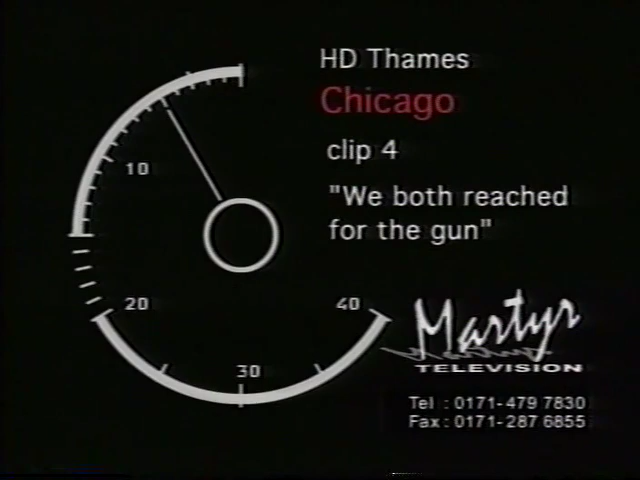 HD Thames
Chicago
clip 4
"We both reached
for the gun"
10
20
30
40
Martyr
TELEVISION
Tel : 0171-479 7830
Fax : 0171-287 6855